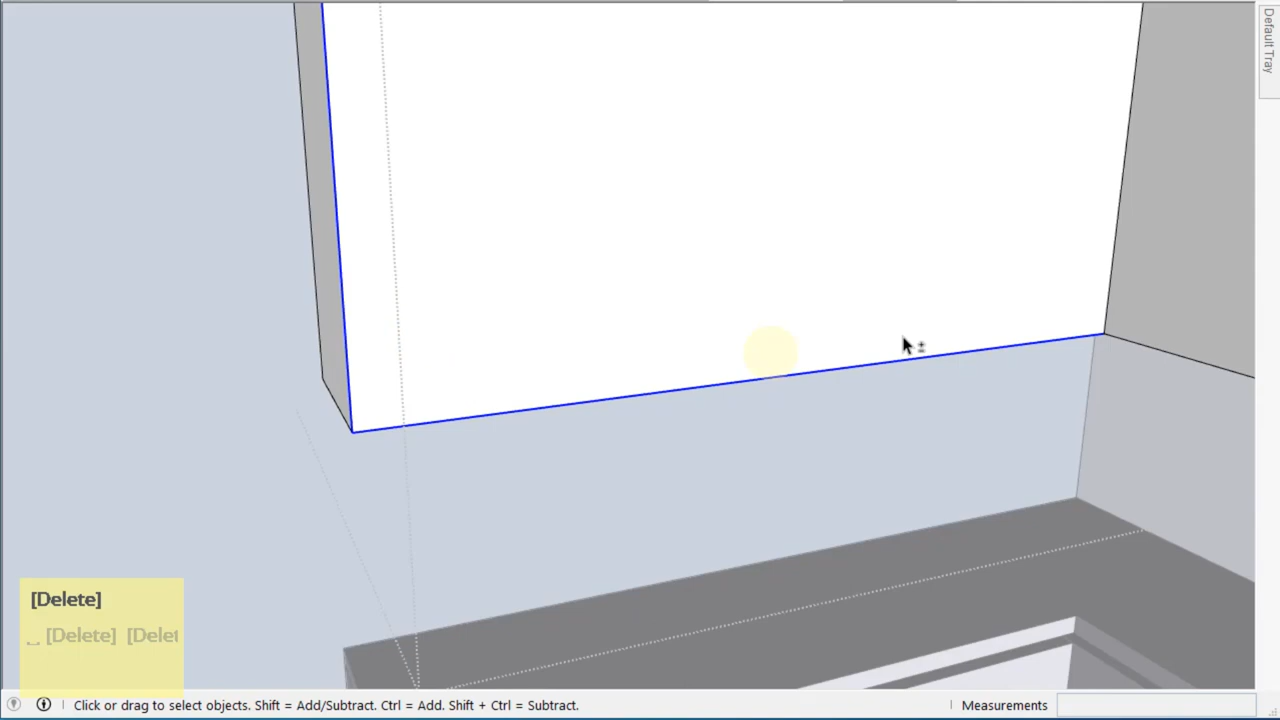 Default Tray
[Delete]
[Delete] [Delet
Click or drag to select objects. Shift = Add/Subtract. Ctrl = Add. Shift + Ctrl = Subtract.
Measurements